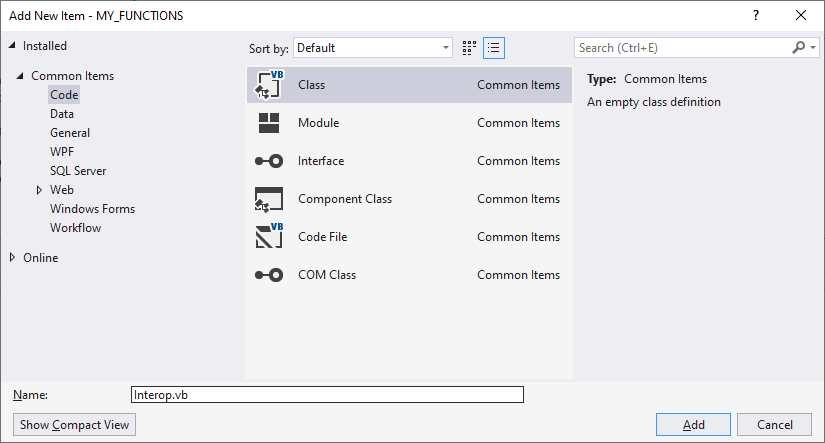 Add New Item - MY_FUNCTIONS
?
Installed
Sort by: Default
Search (Ctrl+E)
Common Items
Code
Data
General
WPF
SQL Server
Web
Windows Forms
Workflow
Online
VB Class Common Items
Module Common Items
Interface Common Items
Component Class Common Items
VB Code File Common Items
COM Class Common Items
Type: Common Items
An empty class definition
Name: Interop.vb
Show Compact View
Add
Cancel